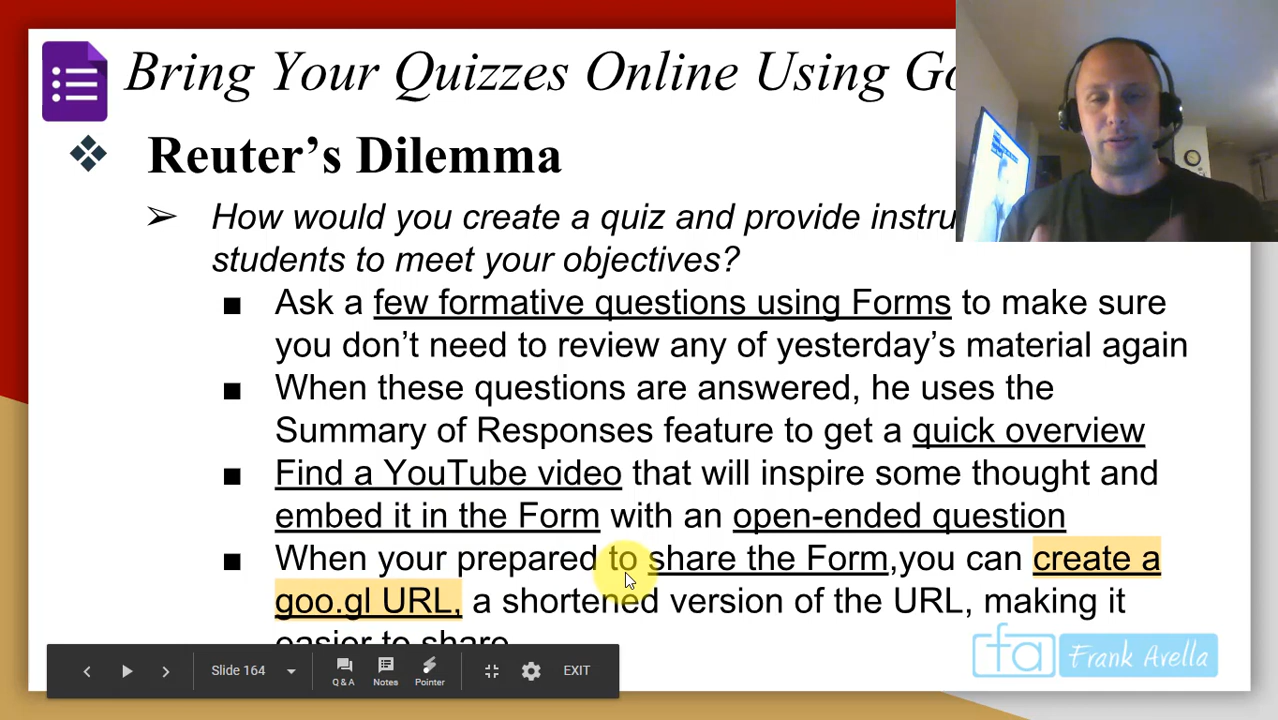 Bring Your Quizzes Online Using Go
❖ Reuter's Dilemma
➢ How would you create a quiz and provide instru
students to meet your objectives?
■ Ask a few formative questions using Forms to make sure
you don't need to review any of yesterday's material again
■ When these questions are answered, he uses the
Summary of Responses feature to get a quick overview
■ Find a YouTube video that will inspire some thought and
embed it in the Form with an open-ended question
■ When your prepared to share the Form,you can create a
goo.gl URL, a shortened version of the URL, making it
easier to share
fa Frank Avella
Slide 164 Q & A Notes Pointer EXIT